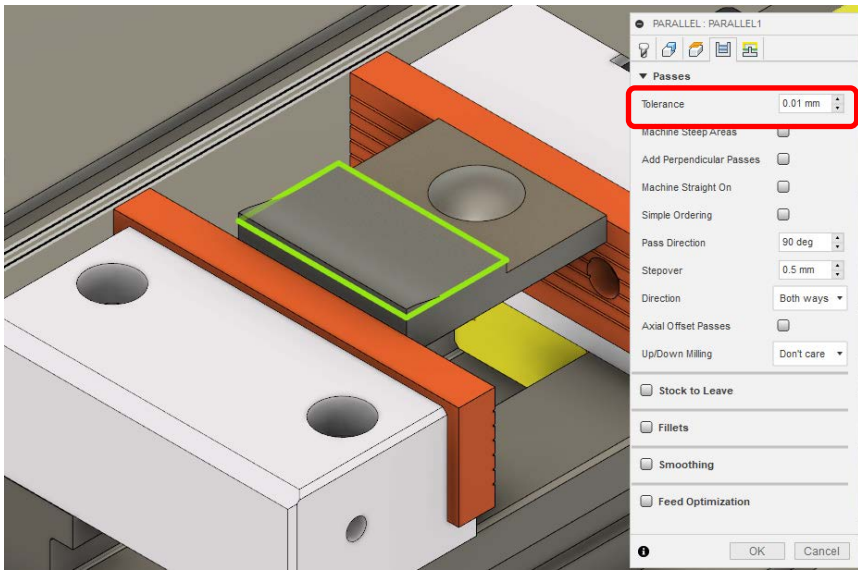 PARALLEL : PARALLEL1
Passes
Tolerance 0.01 mm
Machine Steep Areas
Add Perpendicular Passes
Machine Straight On
Simple Ordering
Pass Direction 90 deg
Stepover 0.5 mm
Direction Both ways
Axial Offset Passes
Up/Down Milling Don't care
Stock to Leave
Fillets
Smoothing
Feed Optimization
OK Cancel